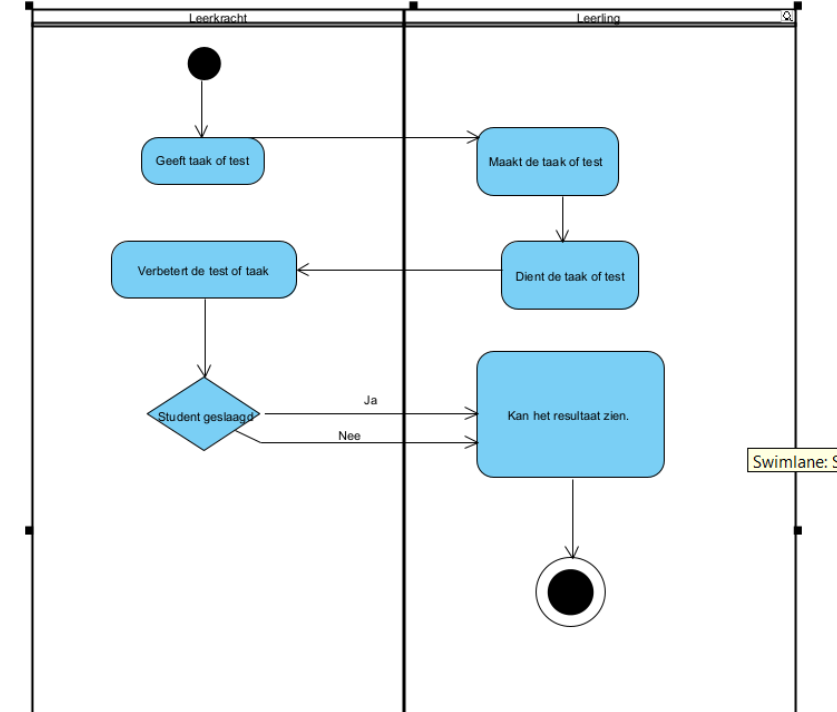 Leerkracht
Leerling
Geeft taak of test
Maakt de taak of test
Verbetert de test of taak
Dient de taak of test
Student geslaagd
Ja
Nee
Kan het resultaat zien.
Swimlane: S